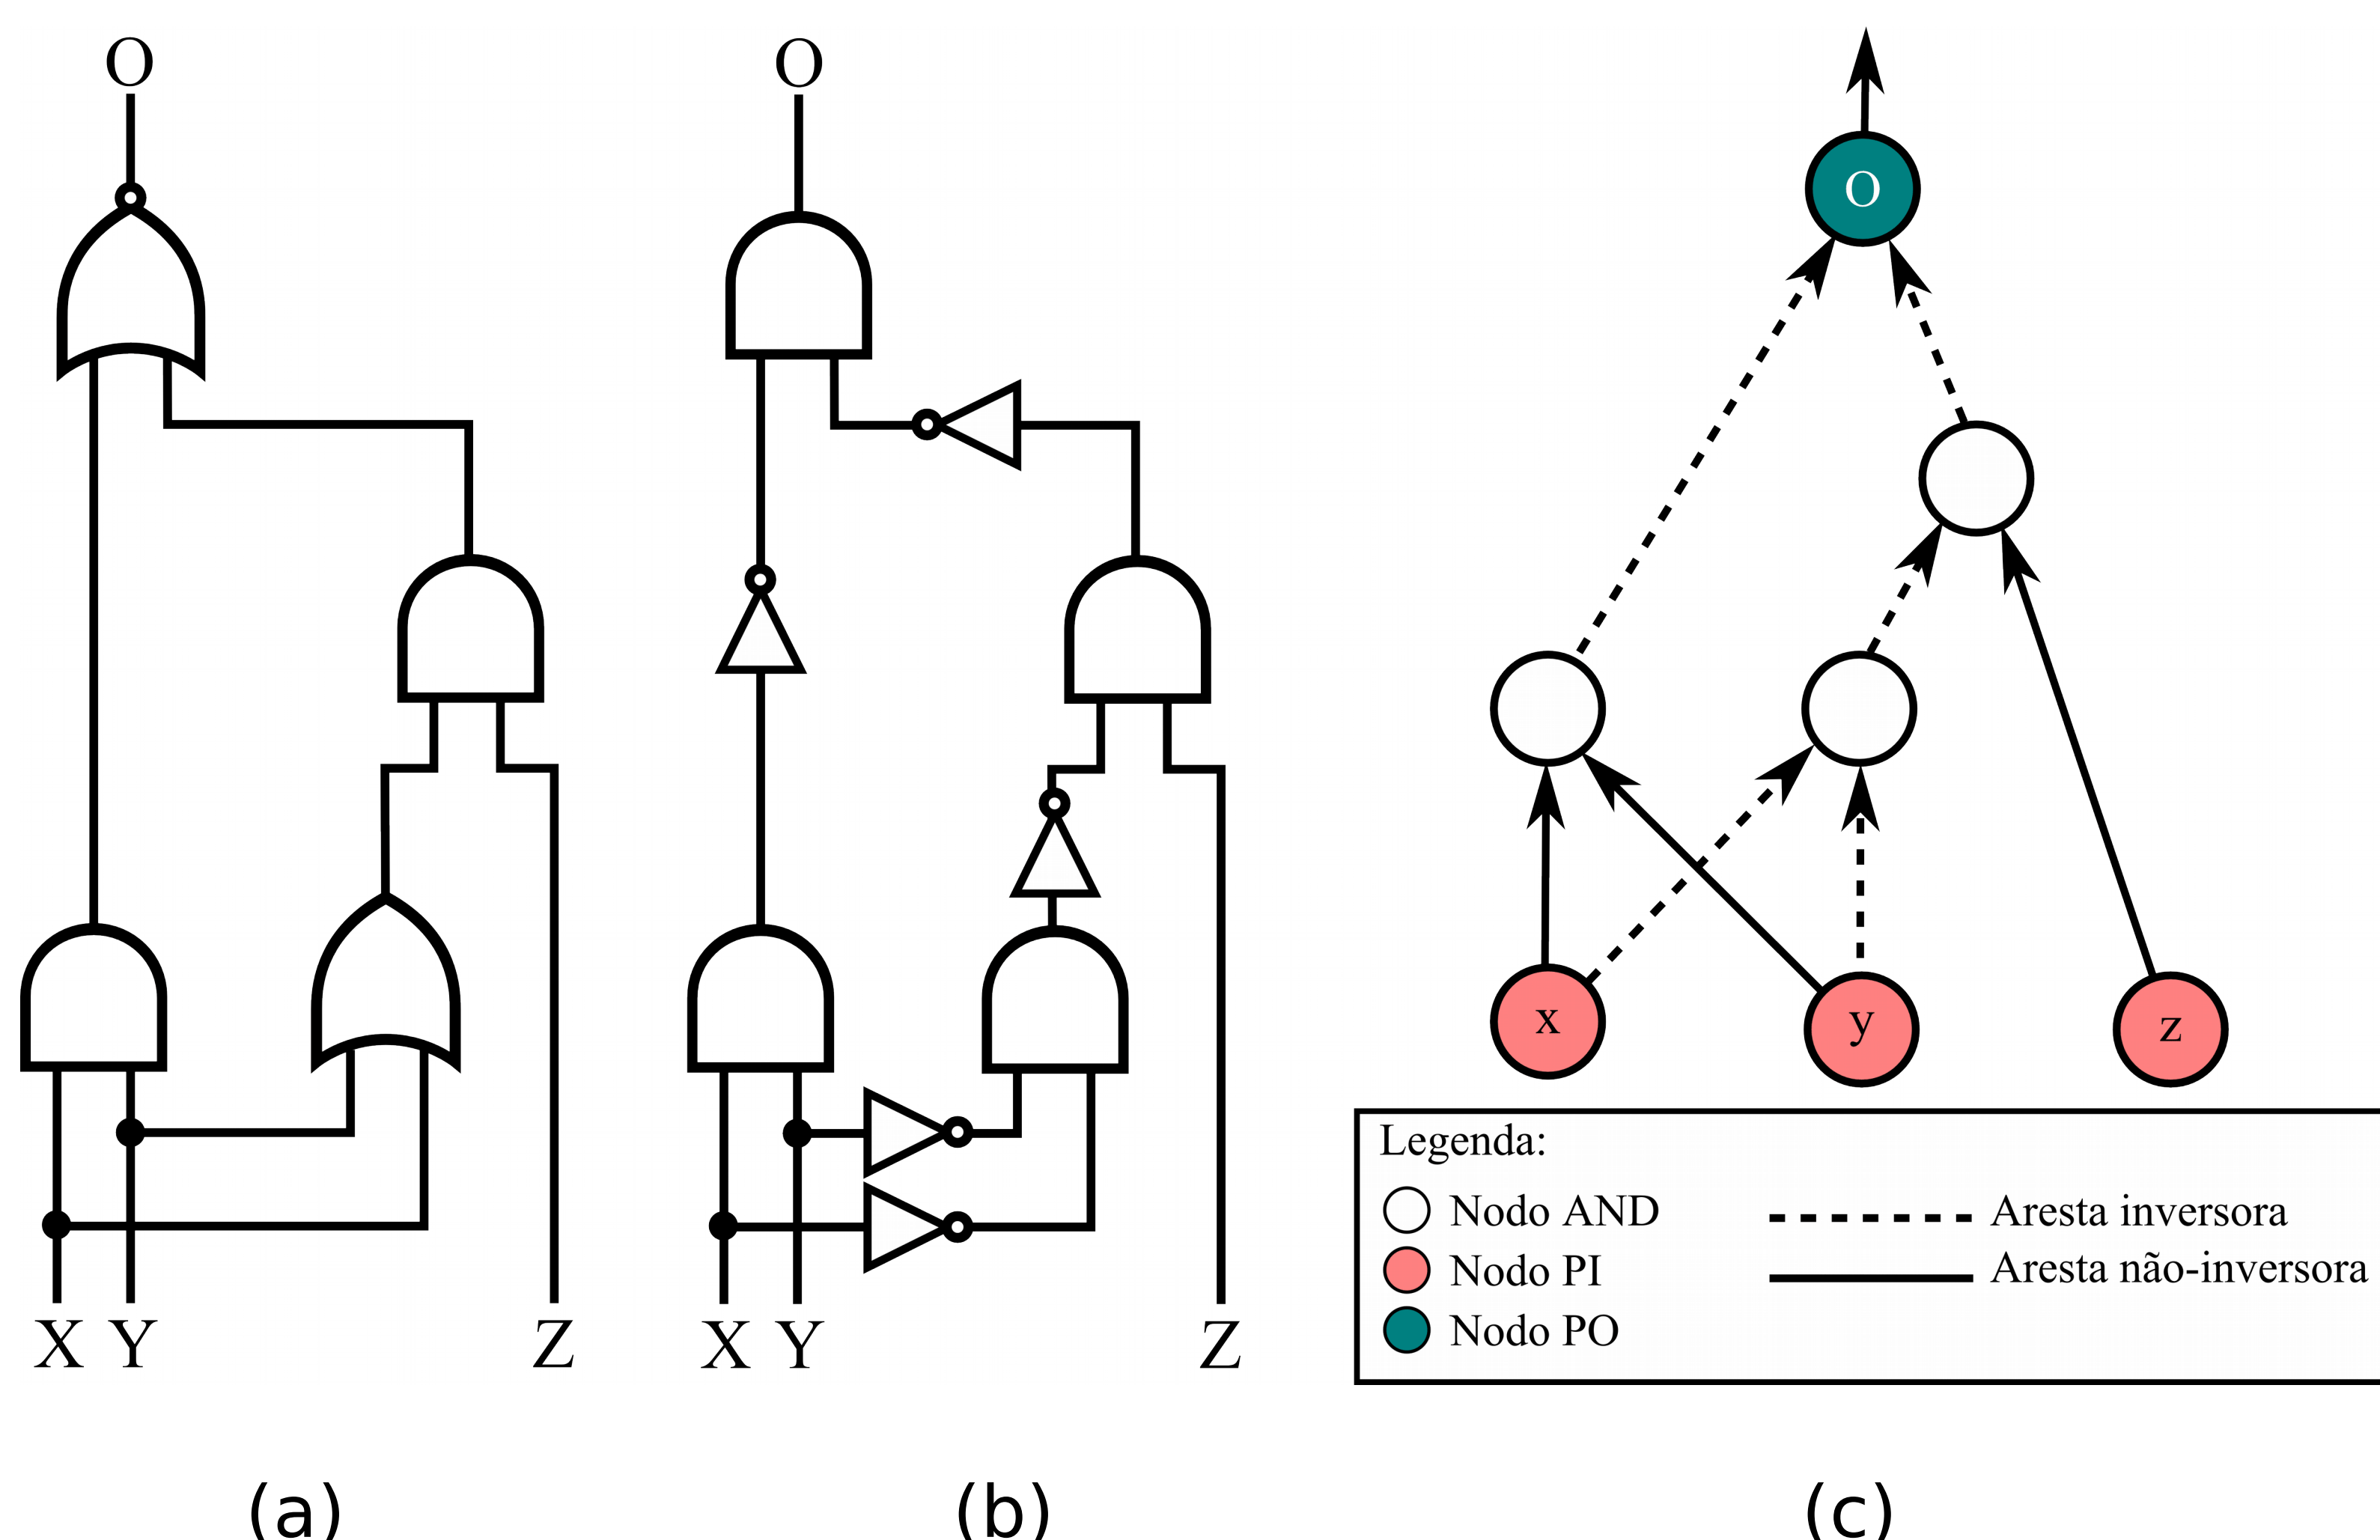 O
X Y Z
(a)
O
X Y Z
(b)
O
x y z
Legenda:
Nodo AND
Nodo PI
Nodo PO
Aresta inversora
Aresta não-inversora
(c)